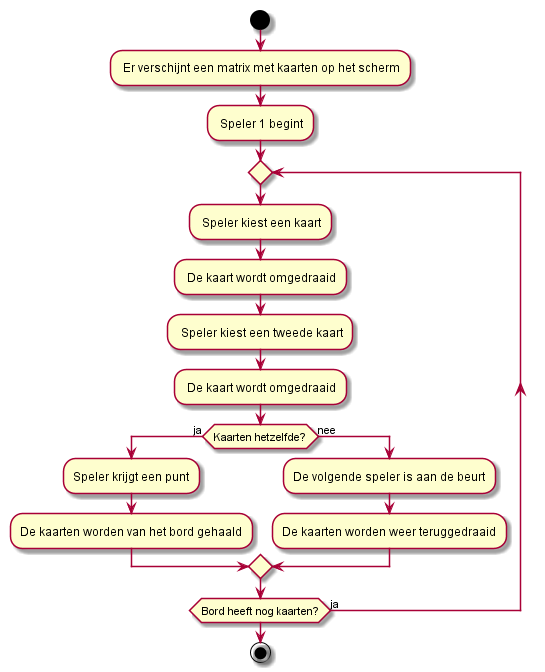 Er verschijnt een matrix met kaarten op het scherm
Speler 1 begint
Speler kiest een kaart
De kaart wordt omgedraaid
Speler kiest een tweede kaart
De kaart wordt omgedraaid
ja
Kaarten hetzelfde?
nee
Speler krijgt een punt
De volgende speler is aan de beurt
De kaarten worden van het bord gehaald
De kaarten worden weer teruggedraaid
Bord heeft nog kaarten?
ja